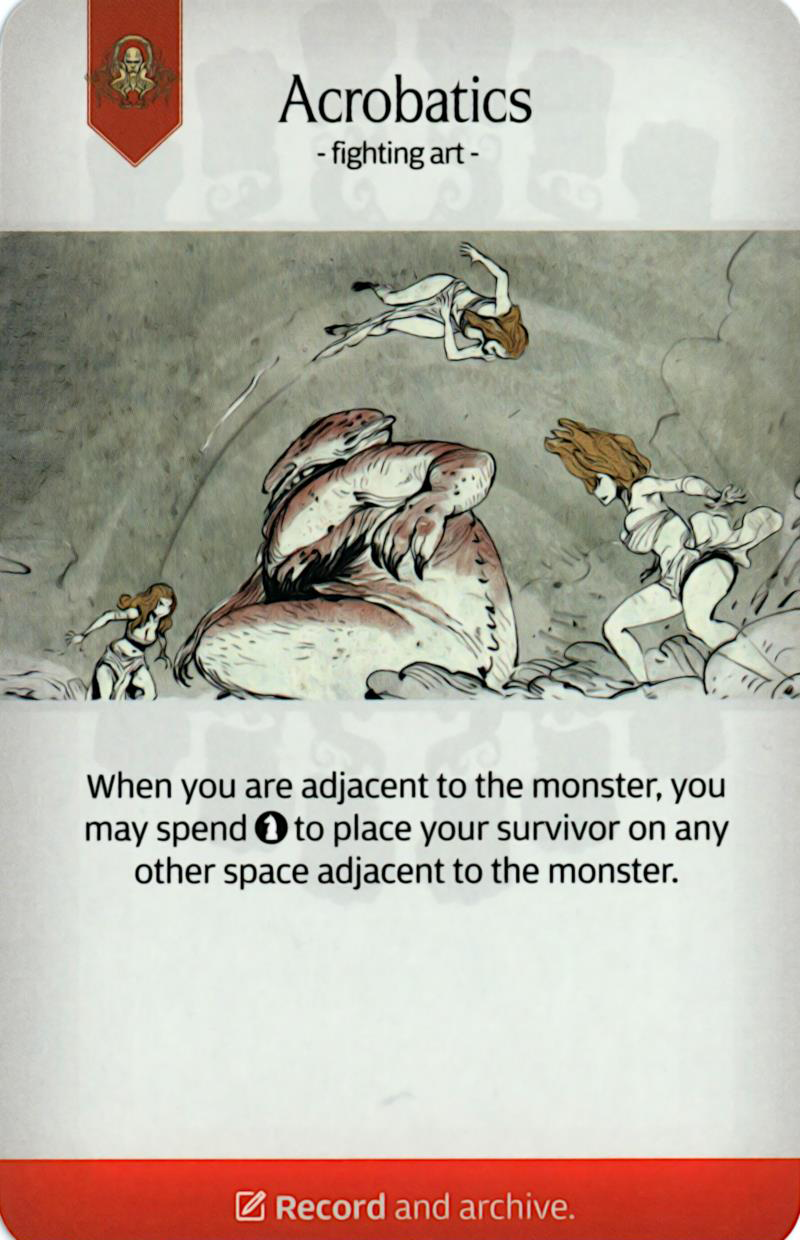 Acrobatics
- fighting art -
When you are adjacent to the monster, you
may spend to place your survivor on any
other space adjacent to the monster.
Record and archive.